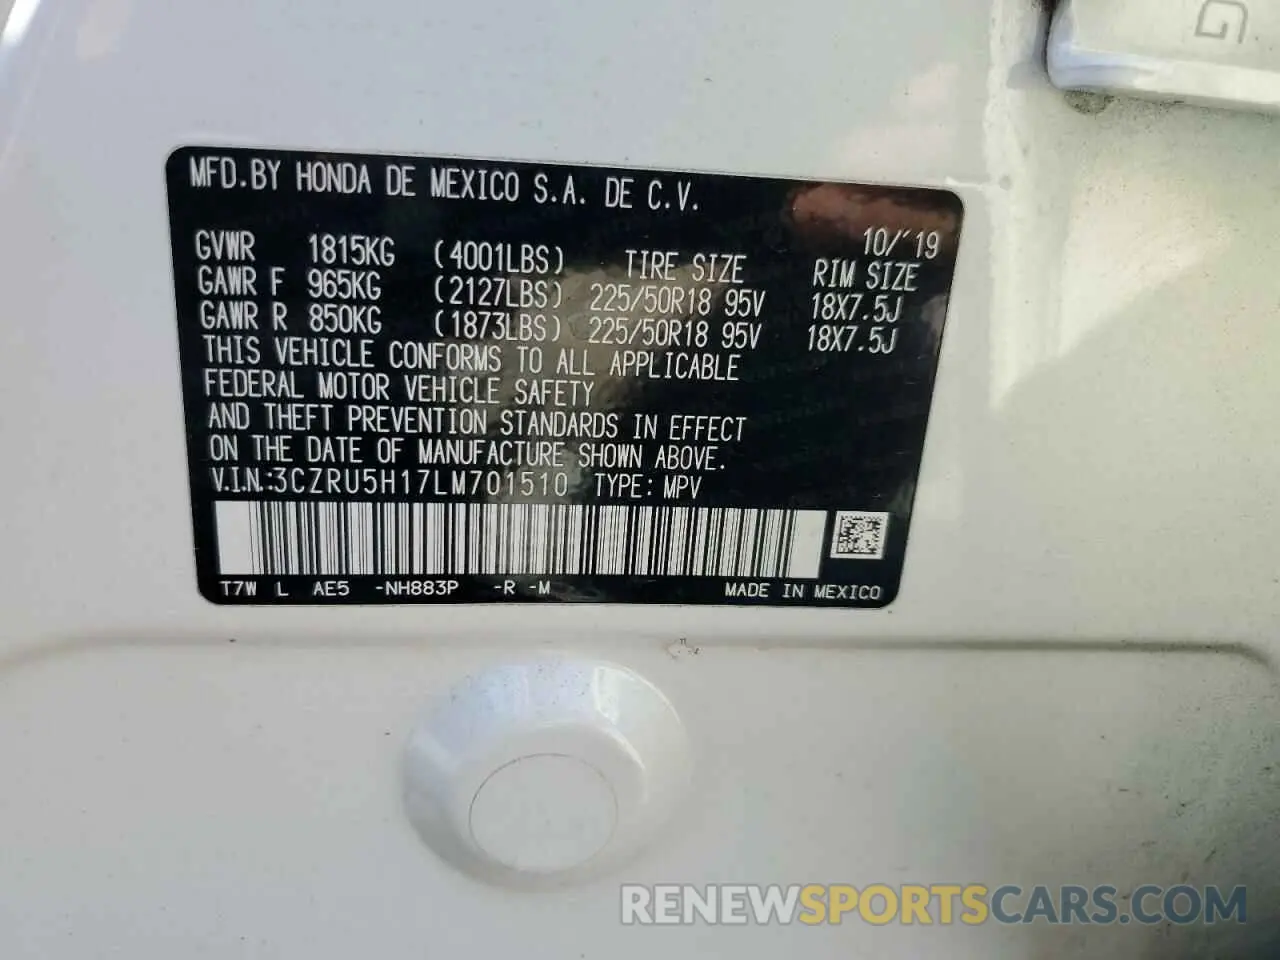 MFD.BY HONDA DE MEXICO S.A. DE C.V.
10/'19
GVWR 1815KG (4001LBS) TIRE SIZE RIM SIZE
GAWR F 965KG (2127LBS) 225/50R18 95V 18X7.5J
GAWR R 850KG (1873LBS) 225/50R18 95V 18X7.5J
THIS VEHICLE CONFORMS TO ALL APPLICABLE
FEDERAL MOTOR VEHICLE SAFETY
AND THEFT PREVENTION STANDARDS IN EFFECT
ON THE DATE OF MANUFACTURE SHOWN ABOVE.
V.I.N.:3CZRU5H17LM701510 TYPE: MPV
T7W L AE5 -NH883P -R -M MADE IN MEXICO
RENEWSPORTSCARS.COM